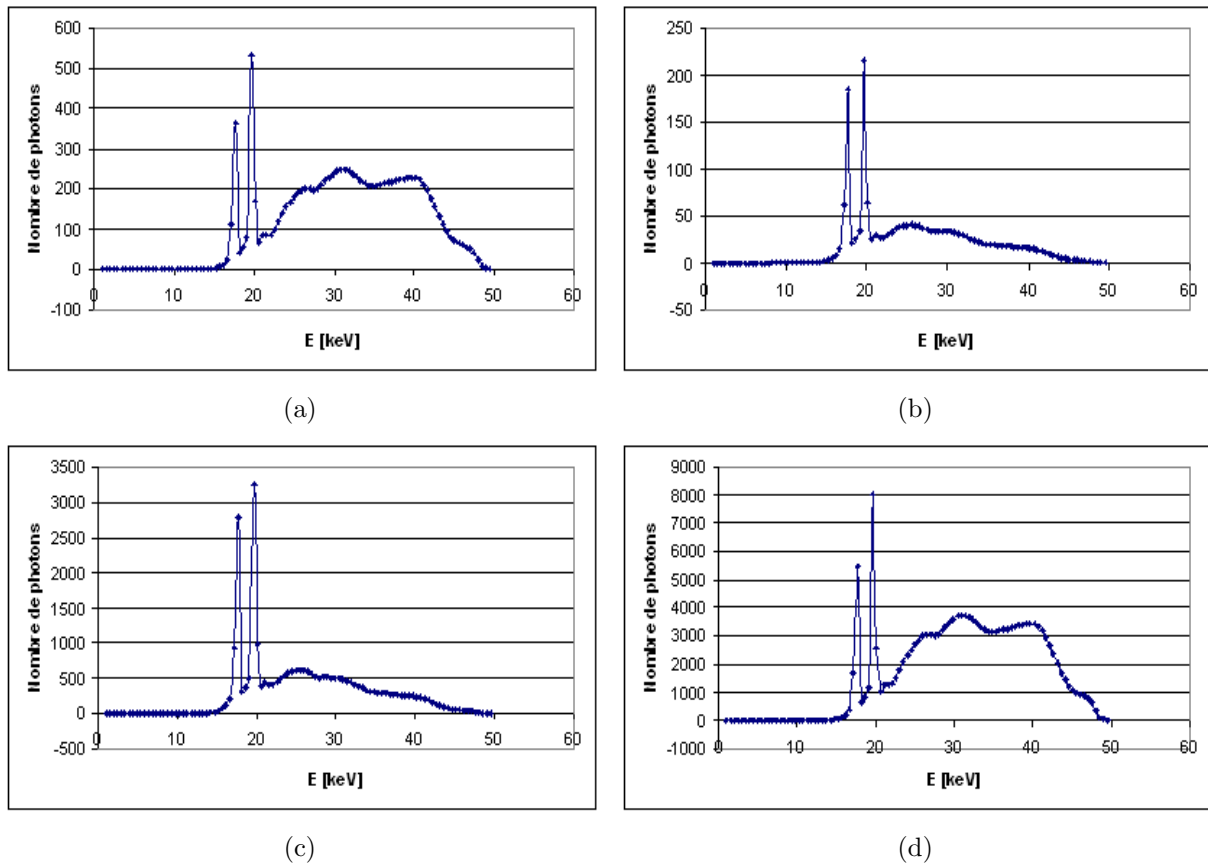 600
500
400
300
200
100
0
-100
0 10 20 30 40 50 60
Nombre de photons
E [keV]
(a)
250
200
150
100
50
0
-50
0 10 20 30 40 50 60
Nombre de photons
E [keV]
(b)
3500
3000
2500
2000
1500
1000
500
0
-500
0 10 20 30 40 50 60
Nombre de photons
E [keV]
(c)
9000
8000
7000
6000
5000
4000
3000
2000
1000
0
-1000
0 10 20 30 40 50 60
Nombre de photons
E [keV]
(d)